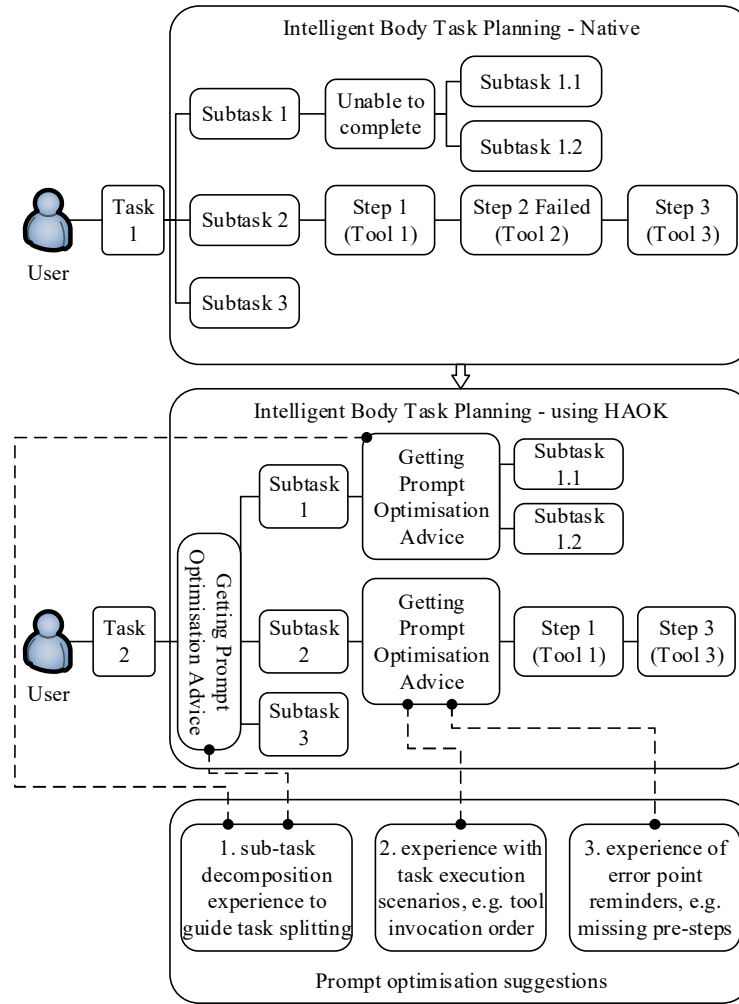 Intelligent Body Task Planning - Native
Subtask 1
Unable to
complete
Subtask 1.1
Subtask 1.2
User
Task
1
Subtask 2
Step 1
(Tool 1)
Step 2 Failed
(Tool 2)
Step 3
(Tool 3)
Subtask 3
Intelligent Body Task Planning - using HAOK
Subtask
1
Getting
Prompt
Optimisation
Advice
Subtask
1.1
Subtask
1.2
User
Task
2
Getting Prompt
Optimisation Advice
Subtask
2
Getting
Prompt
Optimisation
Advice
Step 1
(Tool 1)
Step 3
(Tool 3)
Subtask
3
1. sub-task
decomposition
experience to
guide task splitting
2. experience with
task execution
scenarios, e.g. tool
invocation order
3. experience of
error point
reminders, e.g.
missing pre-steps
Prompt optimisation suggestions